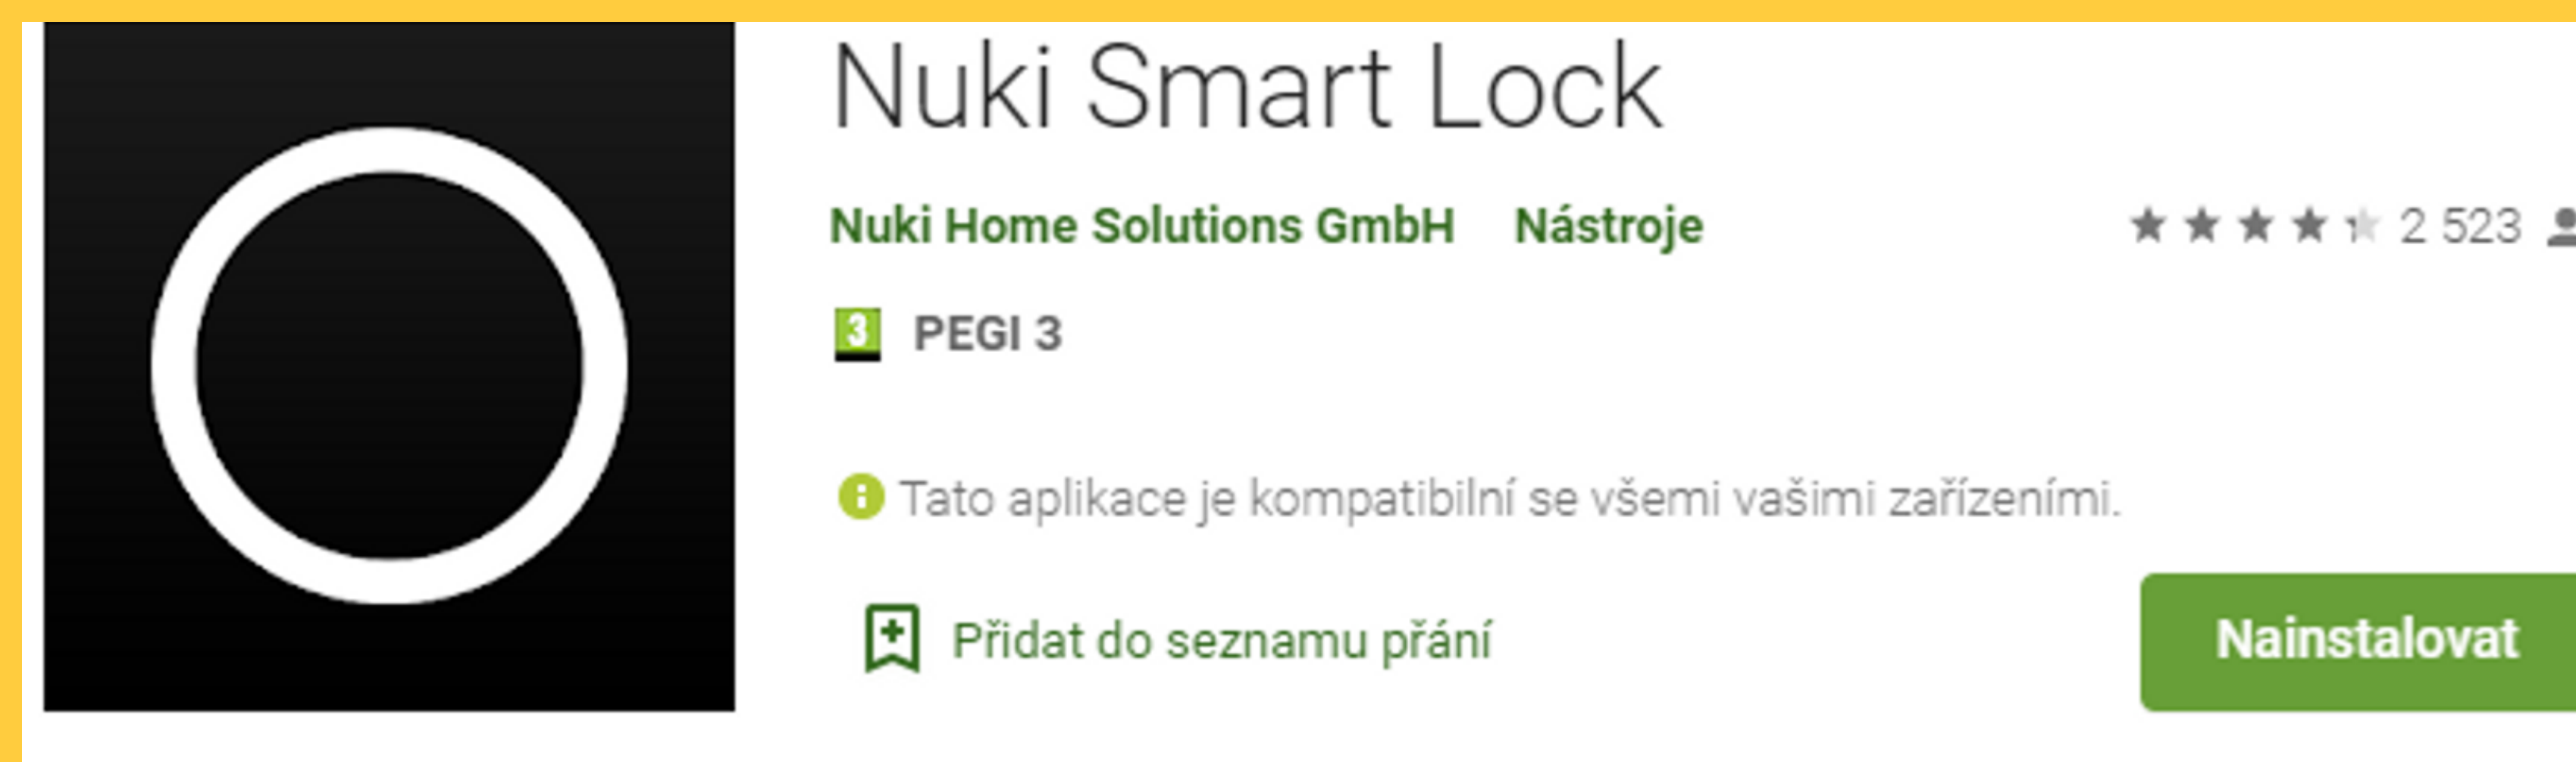 Nuki Smart Lock
Nuki Home Solutions GmbH Nástroje 2 523
3 PEGI 3
Tato aplikace je kompatibilní se všemi vašimi zařízeními.
Přidat do seznamu přání
Nainstalovat